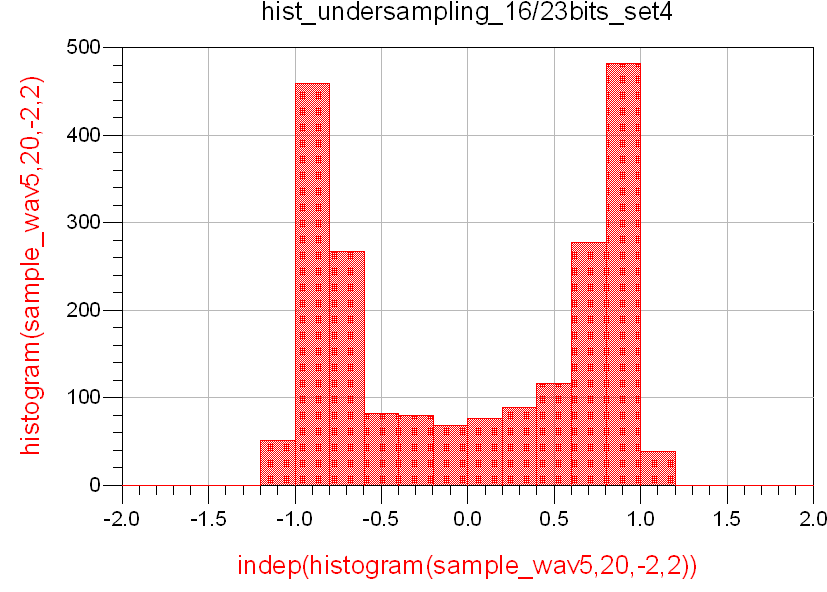 hist_undersampling_16/23bits_set4
histogram(sample_wav5,20,-2,2)
500
400
300
200
100
0
-2.0 -1.5 -1.0 -0.5 0.0 0.5 1.0 1.5 2.0
indep(histogram(sample_wav5,20,-2,2))